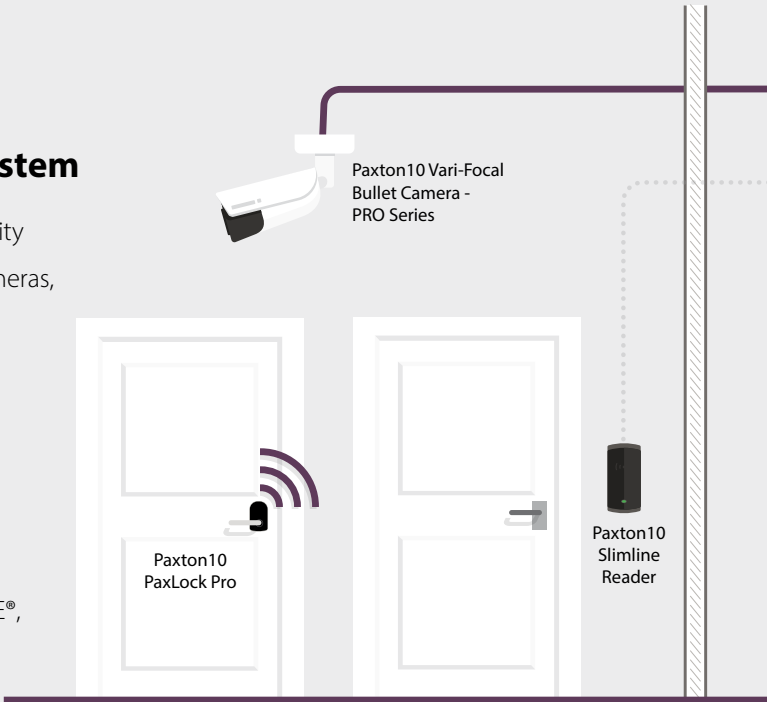 stem
ity
neras,
E®,
Paxton10 Vari-Focal
Bullet Camera -
PRO Series
Paxton10
PaxLock Pro
Paxton10
Slimline
Reader